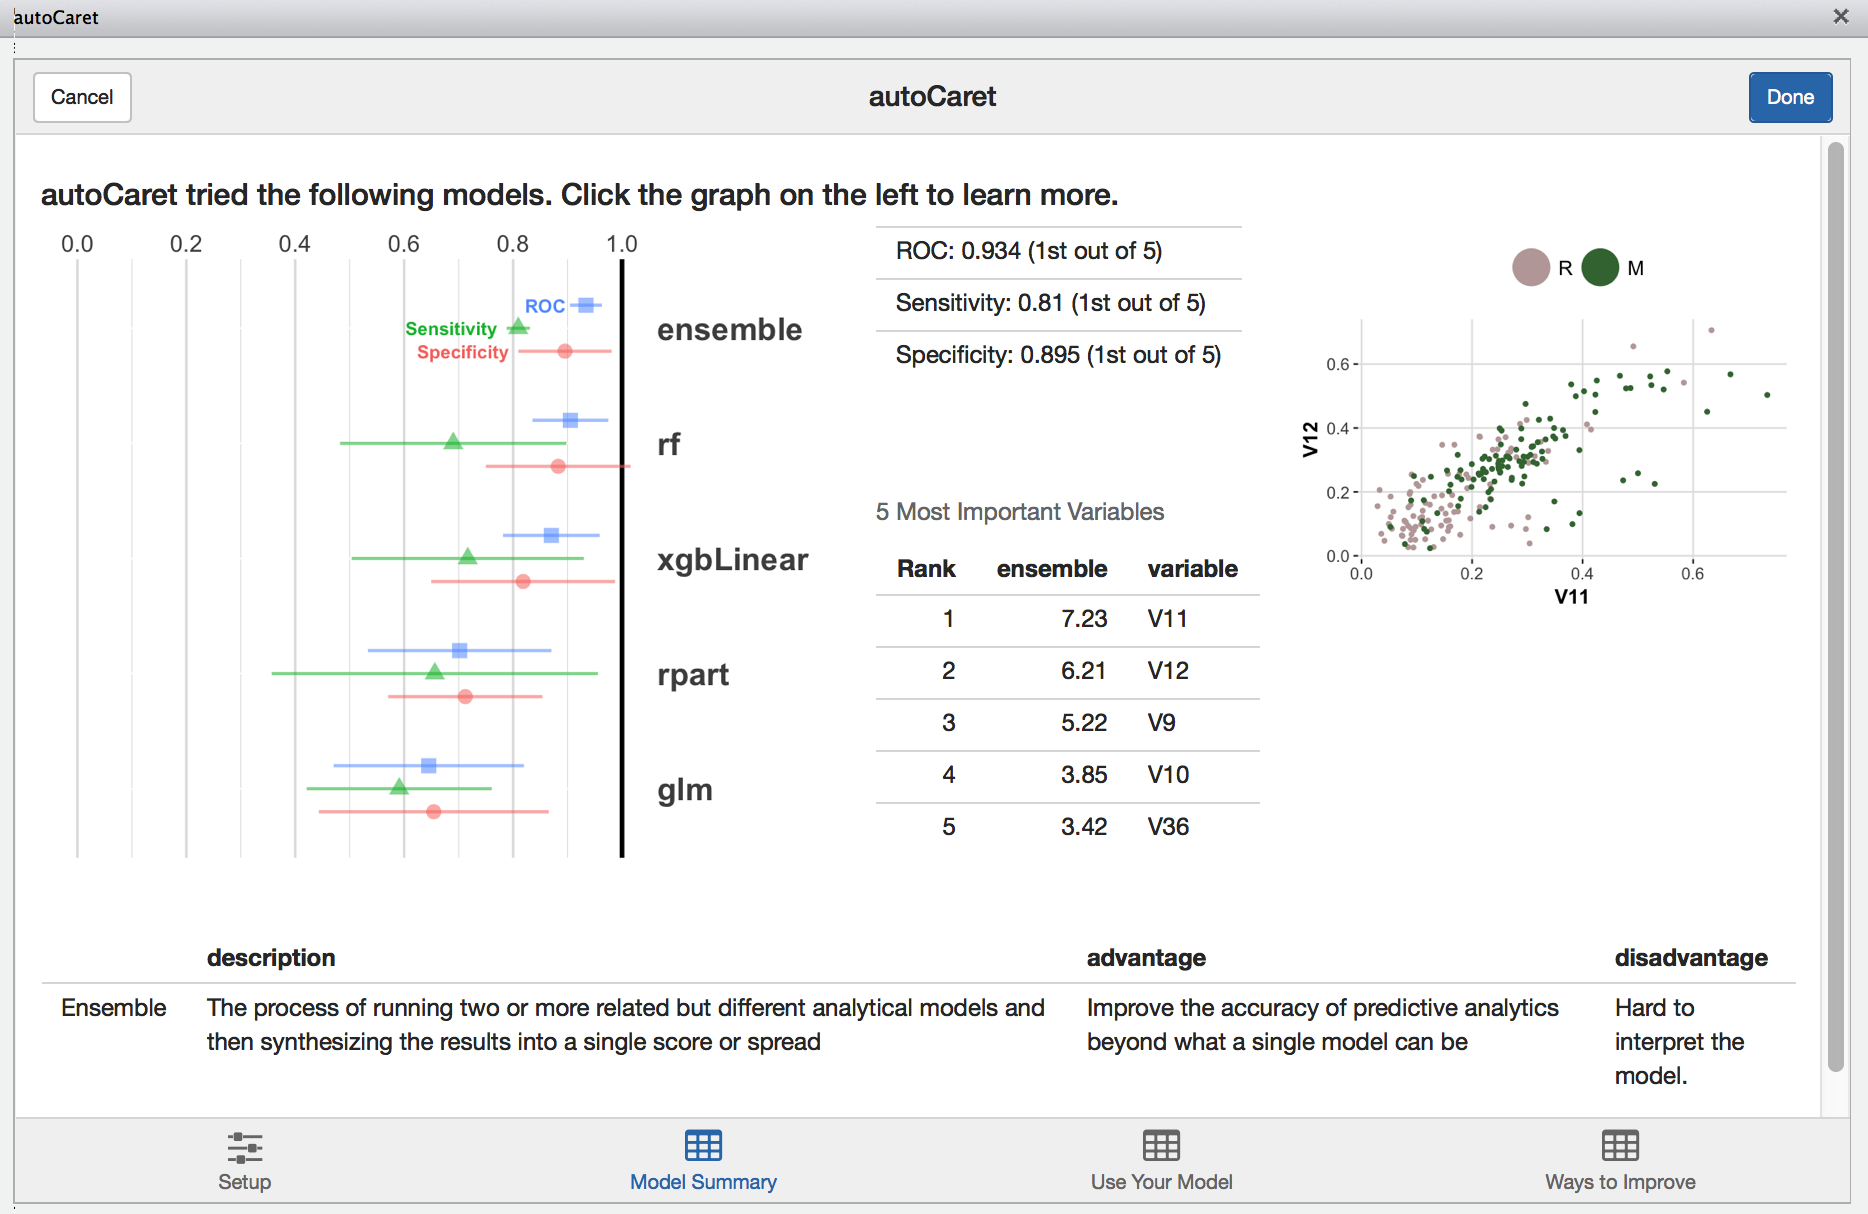 autoCaret
Cancel
autoCaret
Done
autoCaret tried the following models. Click the graph on the left to learn more.
0.0 0.2 0.4 0.6 0.8 1.0
ROC
Sensitivity
Specificity
ensemble
rf
xgbLinear
rpart
glm
ROC: 0.934 (1st out of 5)
Sensitivity: 0.81 (1st out of 5)
Specificity: 0.895 (1st out of 5)
5 Most Important Variables
Rank ensemble variable
1 7.23 V11
2 6.21 V12
3 5.22 V9
4 3.85 V10
5 3.42 V36
R M
V12
0.6
0.4
0.2
0.0
0.0 0.2 0.4 0.6
V11
description advantage disadvantage
Ensemble The process of running two or more related but different analytical models and Improve the accuracy of predictive analytics Hard to
then synthesizing the results into a single score or spread beyond what a single model can be interpret the
model.
Setup Model Summary Use Your Model Ways to Improve